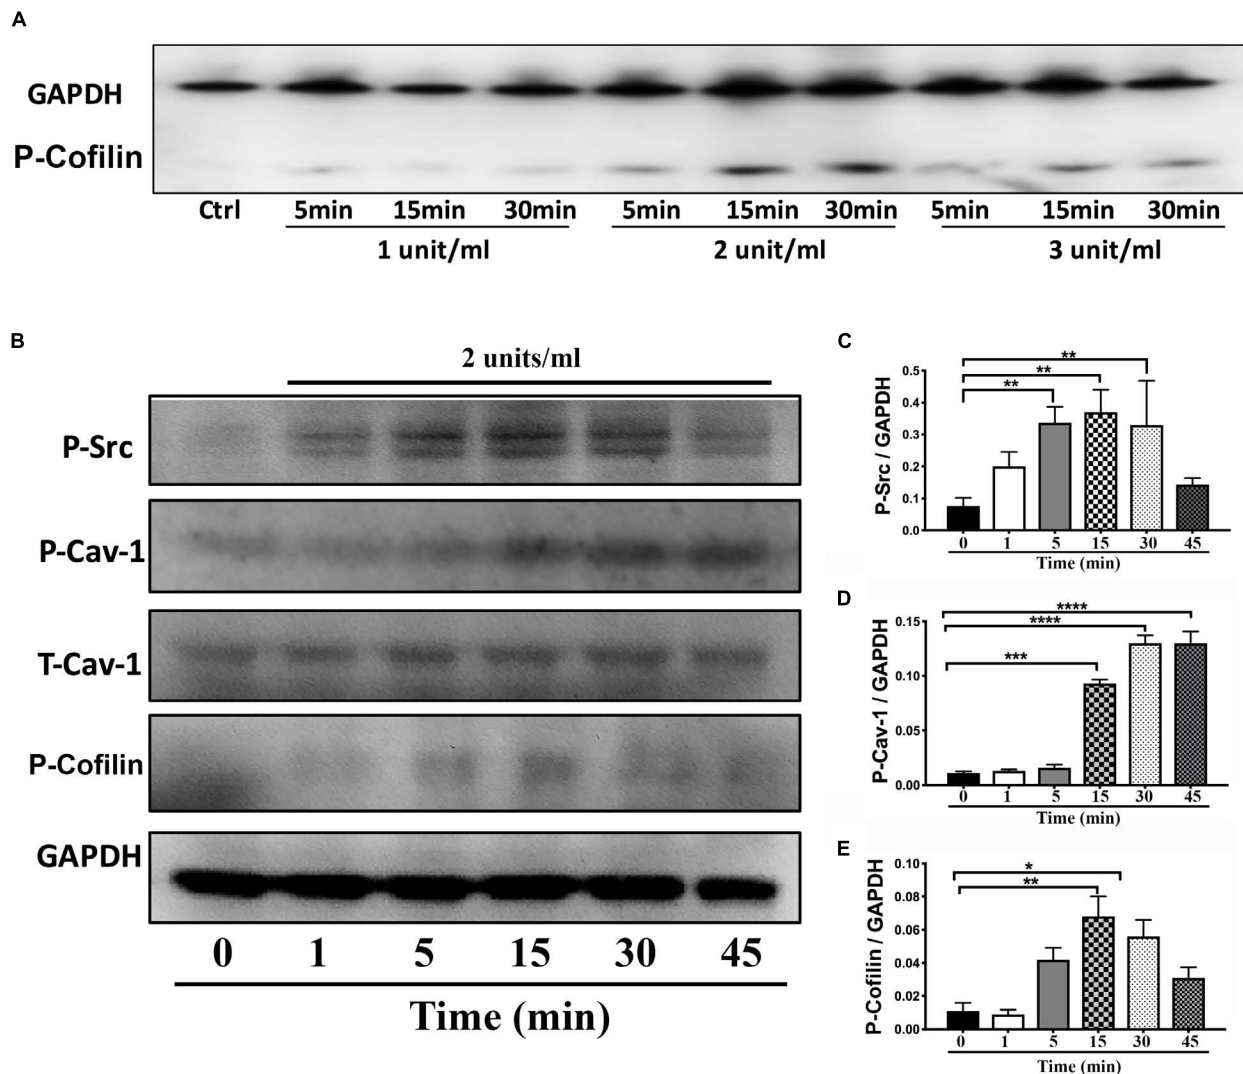 A
GAPDH
P-Cofilin
Ctrl 5min 15min 30min 5min 15min 30min 5min 15min 30min
1 unit/ml 2 unit/ml 3 unit/ml
B
2 units/ml
P-Src
P-Cav-1
T-Cav-1
P-Cofilin
GAPDH
0 1 5 15 30 45
Time (min)
C
P-Src / GAPDH
0.5
0.4
0.3
0.2
0.1
0.0
**
**
**
0 1 5 15 30 45
Time (min)
D
P-Cav-1 / GAPDH
0.15
0.10
0.05
0.00
****
****
***
0 1 5 15 30 45
Time (min)
E
P-Cofilin / GAPDH
0.10
0.08
0.06
0.04
0.02
0.00
*
**
0 1 5 15 30 45
Time (min)